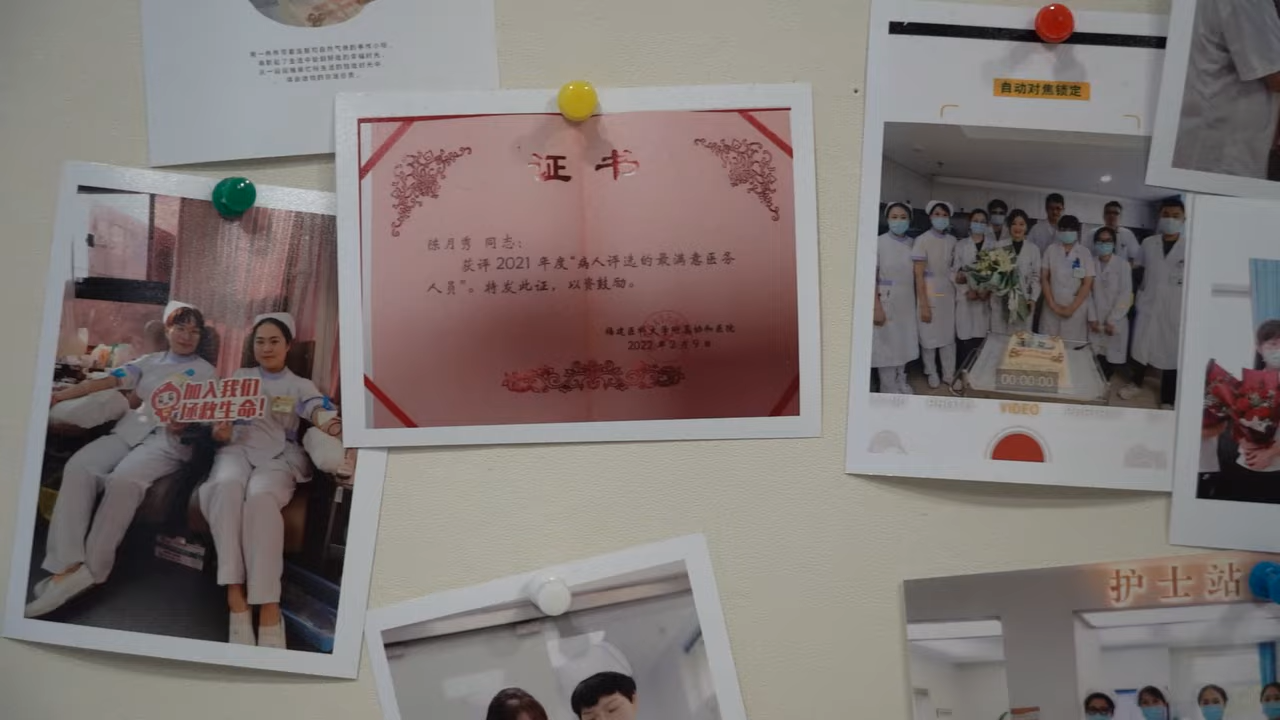 证书
陈月秀 同志：
获评 2021 年度“病人评选的最满意医务
人员”。特发此证，以资鼓励。
福建医科大学附属协和医院
2022 年 2 月 9 日
加入我们
拯救生命！
自动对焦锁定
00:00:00
VIDEO
护士站